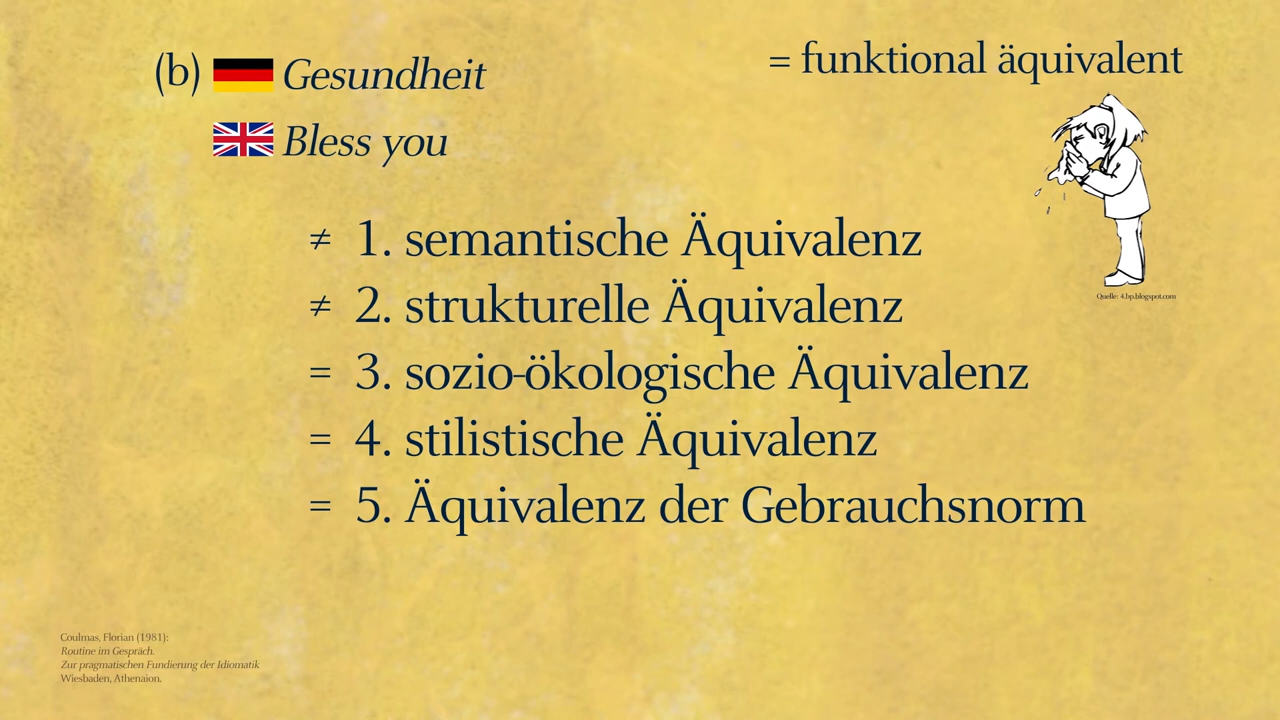 (b) Gesundheit
= funktional äquivalent
Bless you
≠ 1. semantische Äquivalenz
≠ 2. strukturelle Äquivalenz
= 3. sozio-ökologische Äquivalenz
= 4. stilistische Äquivalenz
= 5. Äquivalenz der Gebrauchsnorm
Quelle: 4.bp.blogspot.com
Coulmas, Florian (1981):
Routine im Gespräch.
Zur pragmatischen Fundierung der Idiomatik
Wiesbaden, Athenaion.